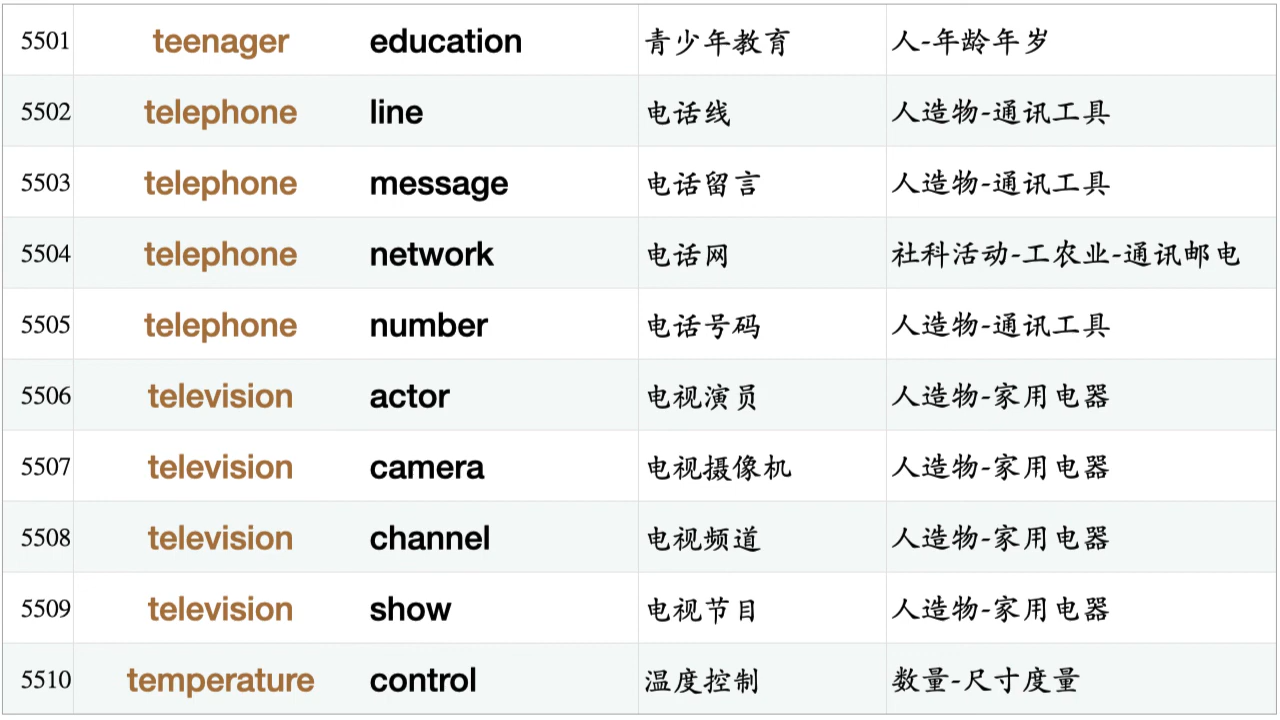 5501 teenager education 青少年教育 人-年龄年岁
5502 telephone line 电话线 人造物-通讯工具
5503 telephone message 电话留言 人造物-通讯工具
5504 telephone network 电话网 社科活动-工农业-通讯邮电
5505 telephone number 电话号码 人造物-通讯工具
5506 television actor 电视演员 人造物-家用电器
5507 television camera 电视摄像机 人造物-家用电器
5508 television channel 电视频道 人造物-家用电器
5509 television show 电视节目 人造物-家用电器
5510 temperature control 温度控制 数量-尺寸度量